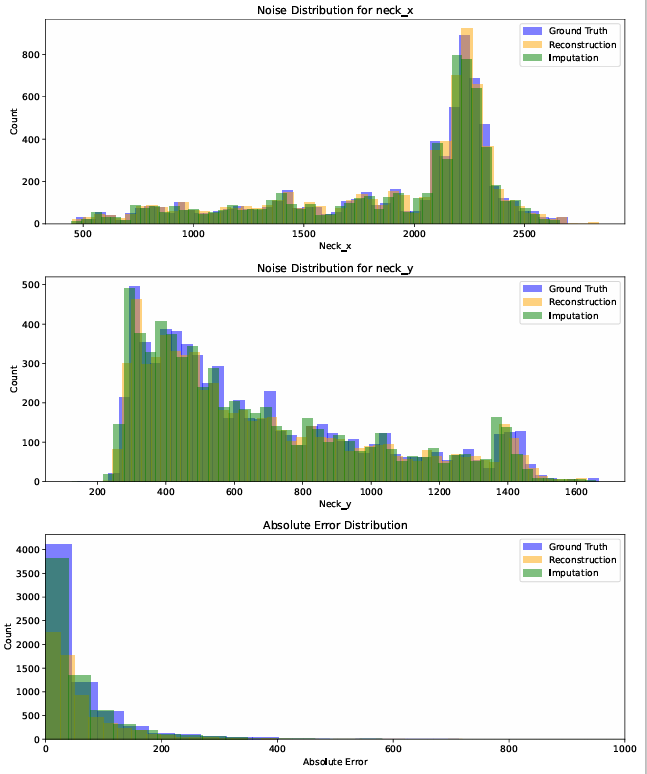 Noise Distribution for neck_x
Count
800
600
400
200
0
Ground Truth
Reconstruction
Imputation
500 1000 1500 2000 2500
Neck_x
Noise Distribution for neck_y
Count
500
400
300
200
100
0
Ground Truth
Reconstruction
Imputation
200 400 600 800 1000 1200 1400 1600
Neck_y
Absolute Error Distribution
Count
4000
3500
3000
2500
2000
1500
1000
500
0
Ground Truth
Reconstruction
Imputation
0 200 400 600 800 1000
Absolute Error